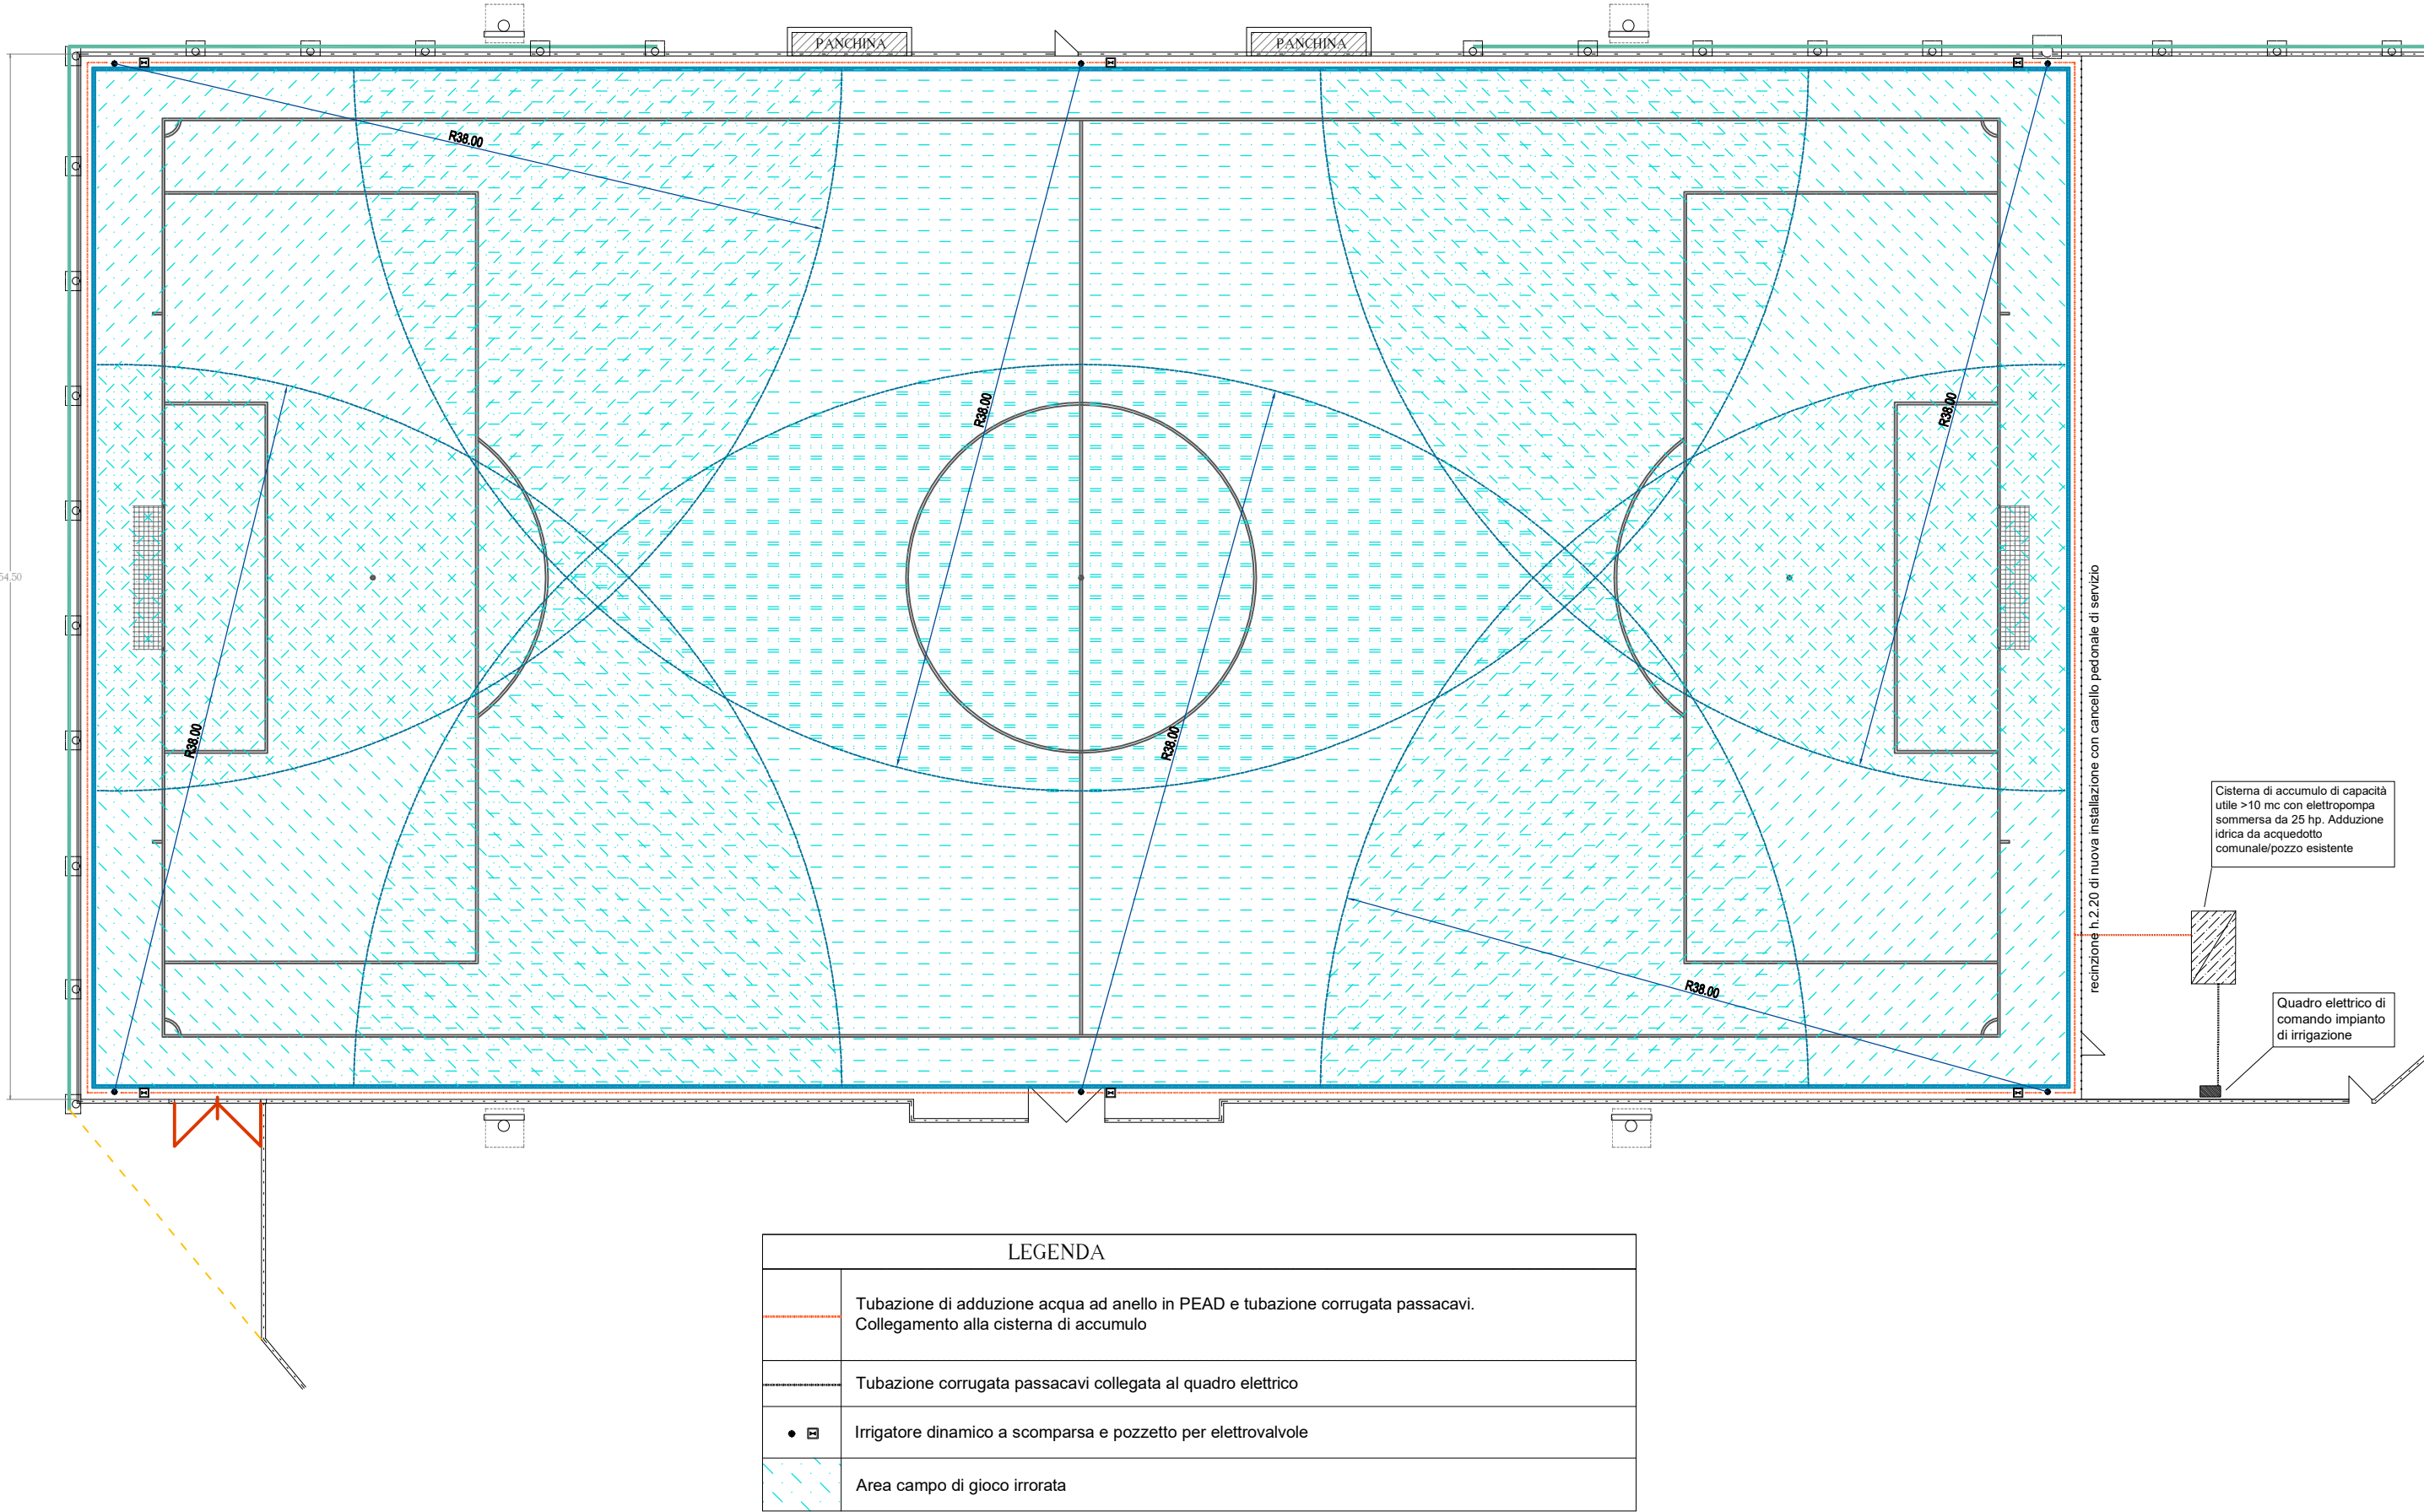 PANCHINA
PANCHINA
R38.00
R38.00
R38.00
R38.00
R38.00
R38.00
54.50
recinzione h.2.20 di nuova installazione con cancello pedonale di servizio
Cisterna di accumulo di capacità
utile >10 mc con elettropompa
sommersa da 25 hp. Adduzione
idrica da acquedotto
comunale/pozzo esistente
Quadro elettrico di
comando impianto
di irrigazione
LEGENDA
Tubazione di adduzione acqua ad anello in PEAD e tubazione corrugata passacavi.
Collegamento alla cisterna di accumulo
Tubazione corrugata passacavi collegata al quadro elettrico
Irrigatore dinamico a scomparsa e pozzetto per elettrovalvole
Area campo di gioco irrorata